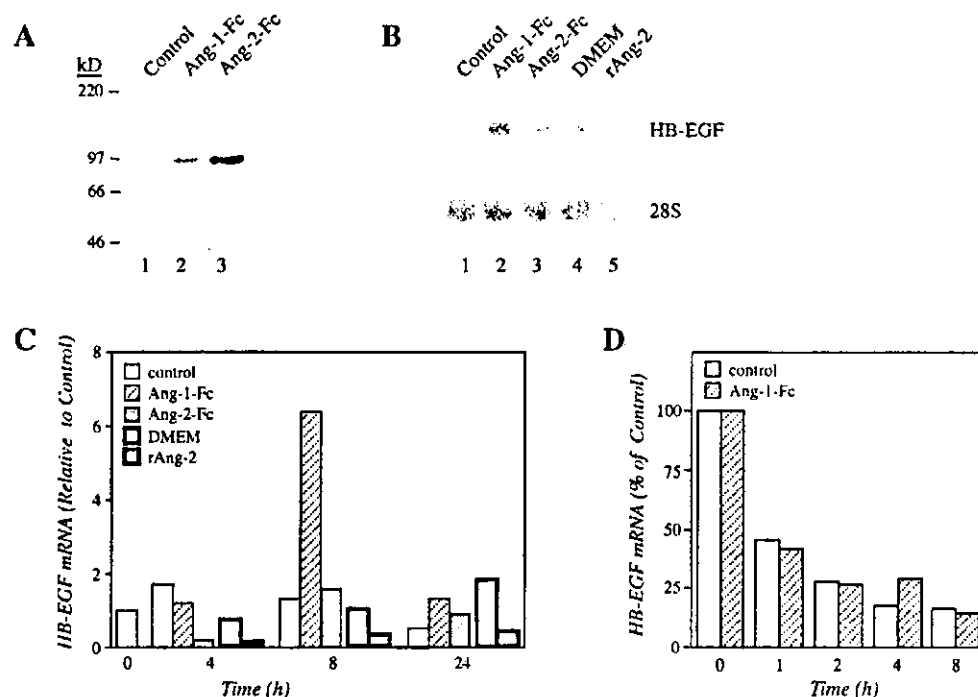 A
Control
Ang-1-Fc
Ang-2-Fc
kD
220
97
66
46
1 2 3
B
Control
Ang-1-Fc
Ang-2-Fc
DMEM
rAng-2
HB-EGF
28S
1 2 3 4 5
C
HB-EGF mRNA (Relative to Control)
8
6
4
2
0
control
Ang-1-Fc
Ang-2-Fc
DMEM
rAng-2
0 4 8 24
Time (h)
D
HB-EGF mRNA (% of Control)
100
75
50
25
0
control
Ang-1-Fc
0 1 2 4 8
Time (h)